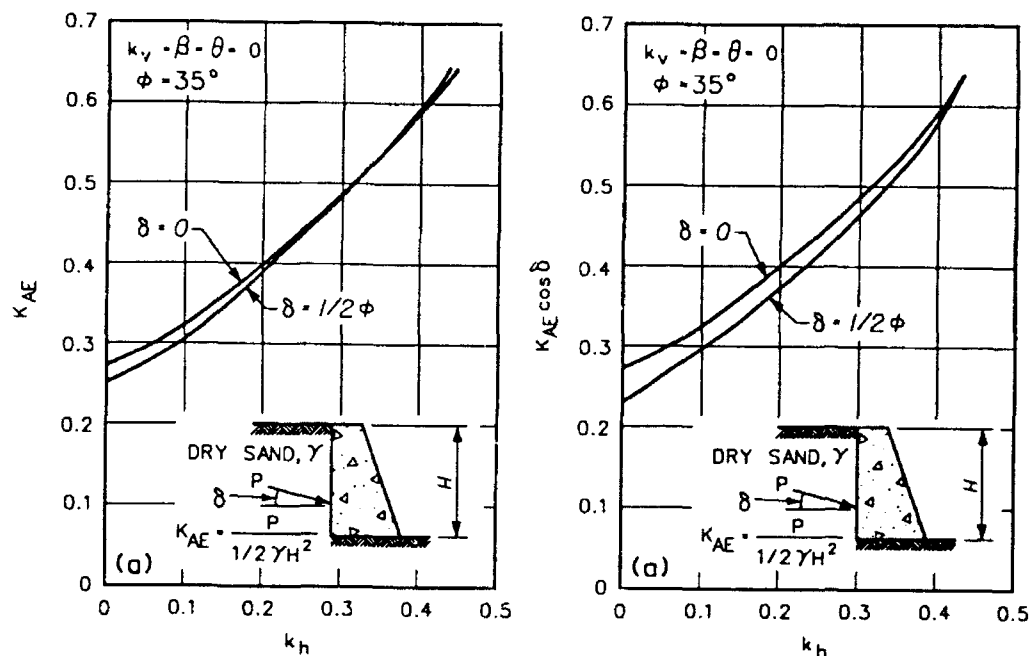 0.7
0.6
0.5
0.4
0.3
0.2
0.1
0
K_AE
k_v = β = θ = 0
φ = 35°
δ = 0
δ = 1/2 φ
DRY SAND, γ
P
δ
H
K_AE = P / 1/2 γH²
(a)
0 0.1 0.2 0.3 0.4 0.5
k_h
0.7
0.6
0.5
0.4
0.3
0.2
0.1
0
K_AE cos δ
k_v = β = θ = 0
φ = 35°
δ = 0
δ = 1/2 φ
DRY SAND, γ
P
δ
H
K_AE = P / 1/2 γH²
(a)
0 0.1 0.2 0.3 0.4 0.5
k_h